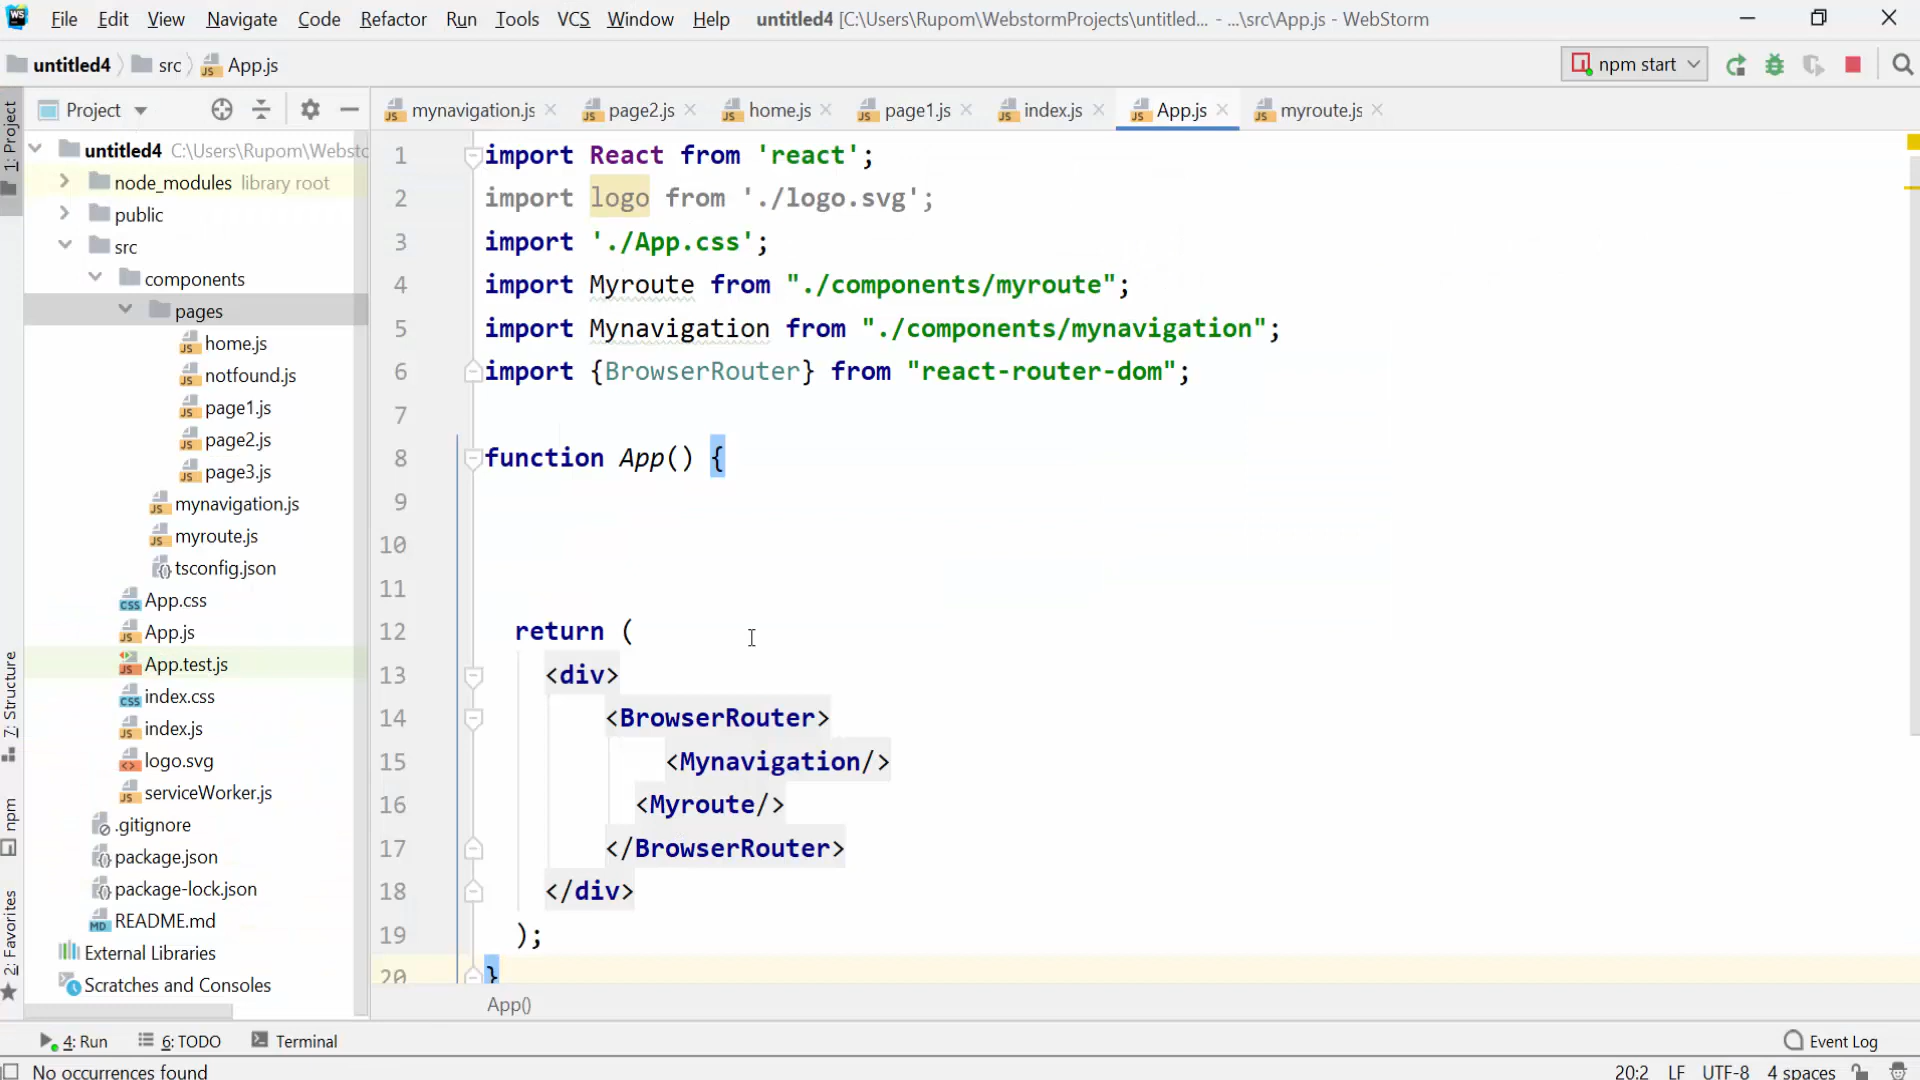 WS File Edit View Navigate Code Refactor Run Tools VCS Window Help untitled4 [C:\Users\Rupom\WebstormProjects\untitled... - ...\src\App.js - WebStorm
untitled4 src App.js npm start
1: Project
7: Structure
npm
2: Favorites
Project
untitled4 C:\Users\Rupom\Websto
node_modules library root
public
src
components
pages
home.js
notfound.js
page1.js
page2.js
page3.js
mynavigation.js
myroute.js
tsconfig.json
App.css
App.js
App.test.js
index.css
index.js
logo.svg
serviceWorker.js
.gitignore
package.json
package-lock.json
README.md
External Libraries
Scratches and Consoles
mynavigation.js page2.js home.js page1.js index.js App.js myroute.js
1 import React from 'react';
2 import logo from './logo.svg';
3 import './App.css';
4 import Myroute from "./components/myroute";
5 import Mynavigation from "./components/mynavigation";
6 import {BrowserRouter} from "react-router-dom";
7
8 function App() {
9
10
11
12 return (
13 <div>
14 <BrowserRouter>
15 <Mynavigation/>
16 <Myroute/>
17 </BrowserRouter>
18 </div>
19 );
20 }
App()
4: Run 6: TODO Terminal Event Log
No occurrences found 20:2 LF UTF-8 4 spaces